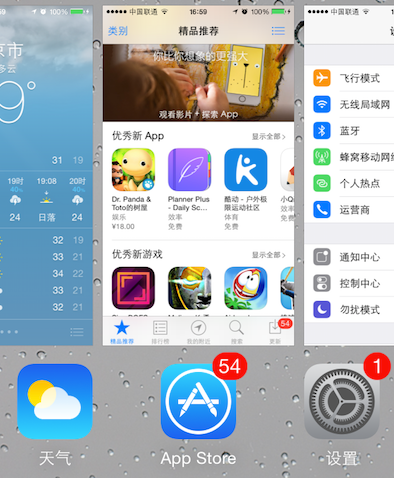 京市
多云
9°
31 19
19时 19:08 20时
40% 40%
24 日落 24
32 19
33 21
34 22
33 23
32 21
中国联通 16:59 100%
类别 精品推荐
你比你想象的更强大
观看影片 + 探索 App
优秀新 App 显示全部 >
Dr. Panda & Toto的树屋
娱乐
¥18.00
Planner Plus - Daily Sc...
效率
免费
酷动 - 户外极限运动社区
体育
免费
小Q
效率
免费
优秀新游戏 显示全部 >
精品推荐 排行榜 我的附近 搜索 更新
54
中国联通
设
飞行模式
无线局域网
蓝牙
蜂窝移动网络
个人热点
运营商
通知中心
控制中心
勿扰模式
天气
54
App Store
1
设置